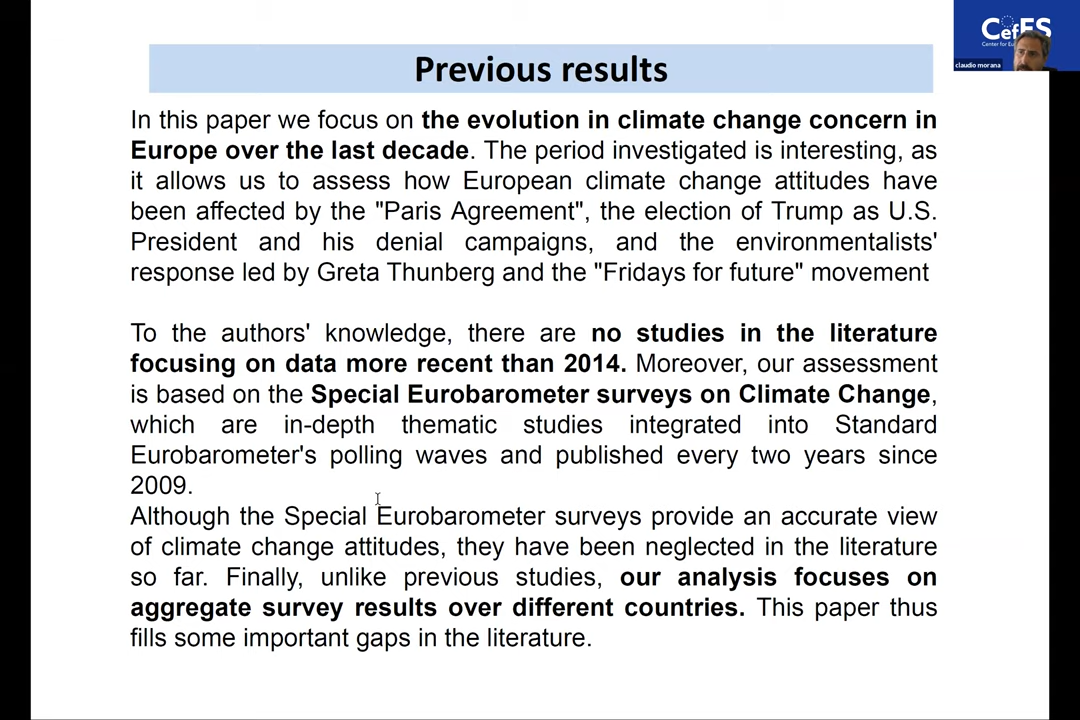 CefES
Center for Eu
claudio morana
Previous results
In this paper we focus on the evolution in climate change concern in
Europe over the last decade. The period investigated is interesting, as
it allows us to assess how European climate change attitudes have
been affected by the "Paris Agreement", the election of Trump as U.S.
President and his denial campaigns, and the environmentalists'
response led by Greta Thunberg and the "Fridays for future" movement
To the authors' knowledge, there are no studies in the literature
focusing on data more recent than 2014. Moreover, our assessment
is based on the Special Eurobarometer surveys on Climate Change,
which are in-depth thematic studies integrated into Standard
Eurobarometer's polling waves and published every two years since
2009.
Although the Special Eurobarometer surveys provide an accurate view
of climate change attitudes, they have been neglected in the literature
so far. Finally, unlike previous studies, our analysis focuses on
aggregate survey results over different countries. This paper thus
fills some important gaps in the literature.